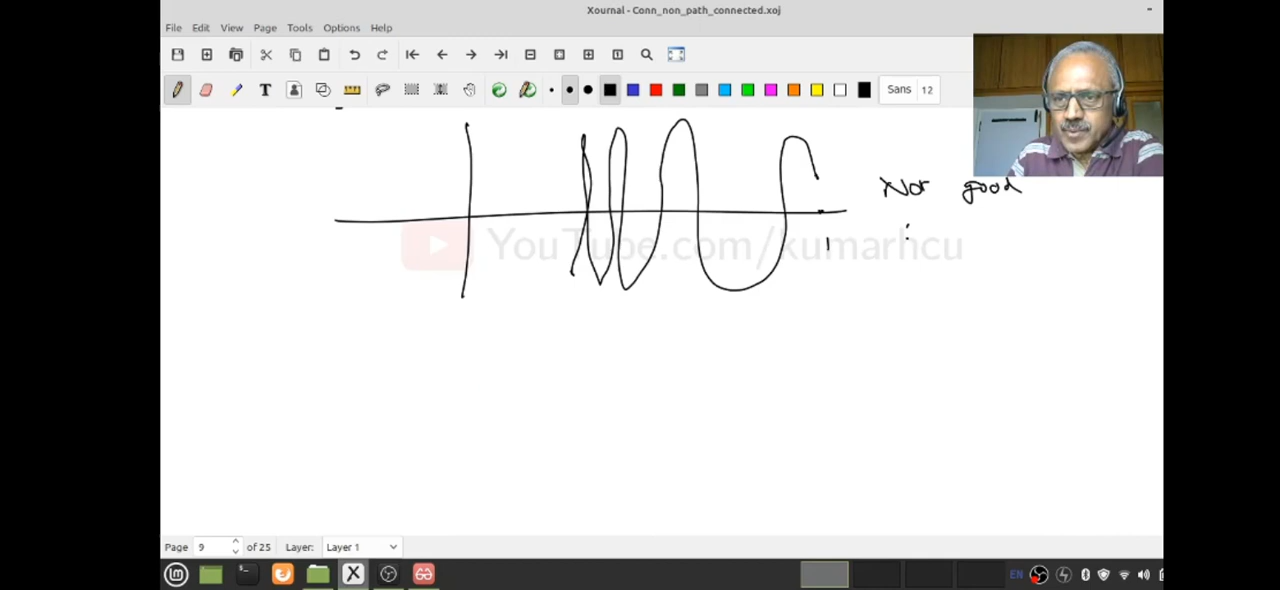 Xournal - Conn_non_path_connected.xoj
File Edit View Page Tools Options Help
Sans 12
Not good
1 :
YouTube.com/kumarhcu
Page 9 of 25 Layer: Layer 1
EN